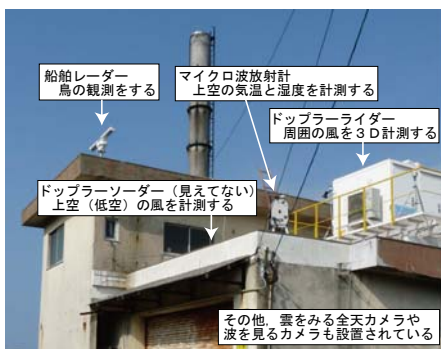 船舶レーダー
鳥の観測をする
マイクロ波放射計
上空の気温と湿度を計測する
ドップラーライダー
周囲の風を３Ｄ計測する
ドップラーソーダー（見えてない）
上空（低空）の風を計測する
その他，雲をみる全天カメラや
波を見るカメラも設置されている